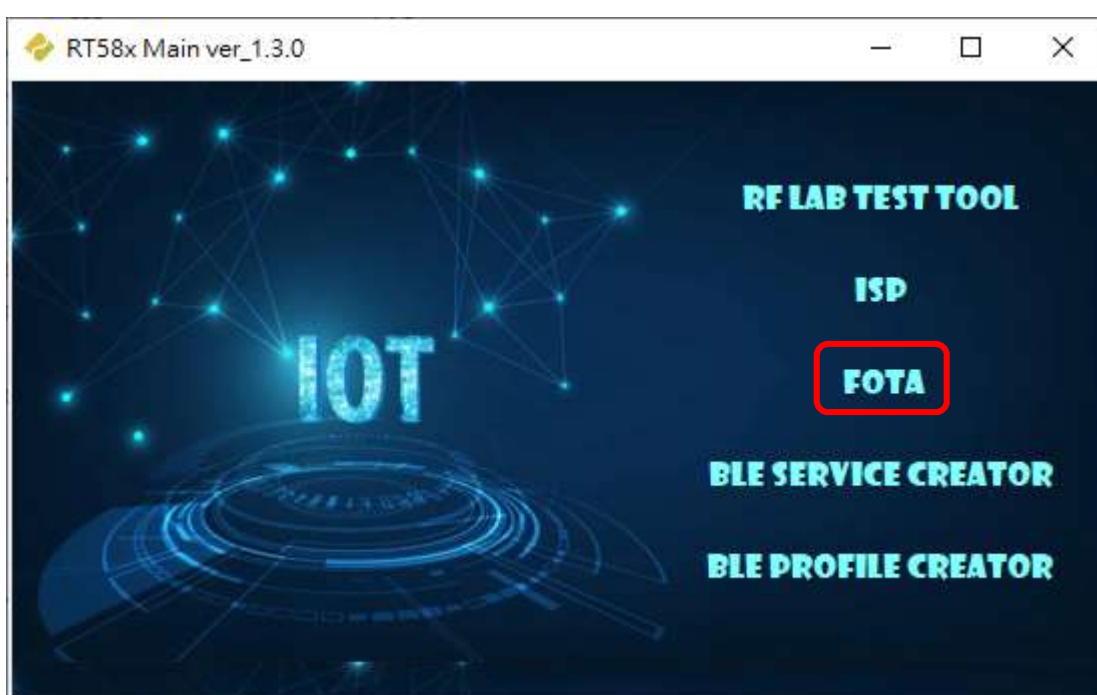 RT58x Main ver_1.3.0
RF LAB TEST TOOL
ISP
IOT
FOTA
BLE SERVICE CREATOR
BLE PROFILE CREATOR